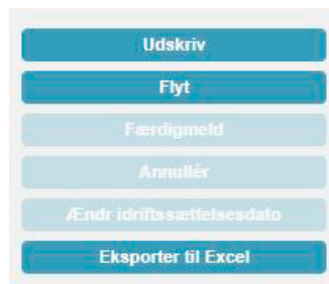 Udskriv
Flyt
Færdigmeld
Annullér
Ændr idriftssættelsesdato
Eksporter til Excel